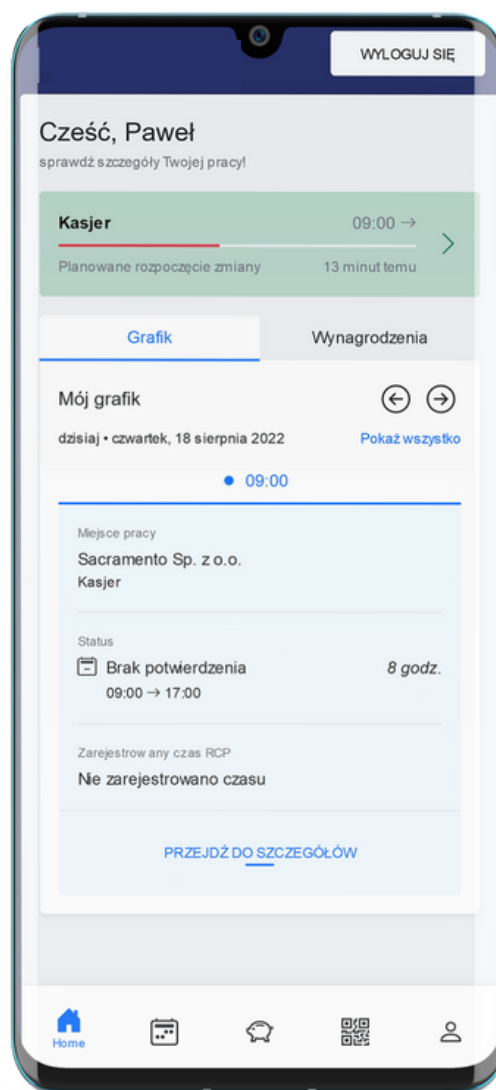 WYLOGUJ SIĘ
Cześć, Paweł
sprawdź szczegóły Twojej pracy!
Kasjer 09:00 →
Planowane rozpoczęcie zmiany 13 minut temu
Grafik Wynagrodzenia
Mój grafik
dzisiaj • czwartek, 18 sierpnia 2022 Pokaż wszystko
09:00
Miejsce pracy
Sacramento Sp. z o.o.
Kasjer
Status
Brak potwierdzenia 8 godz.
09:00 → 17:00
Zarejestrowany czas RCP
Nie zarejestrowano czasu
PRZEJDŹ DO SZCZEGÓŁÓW
Home